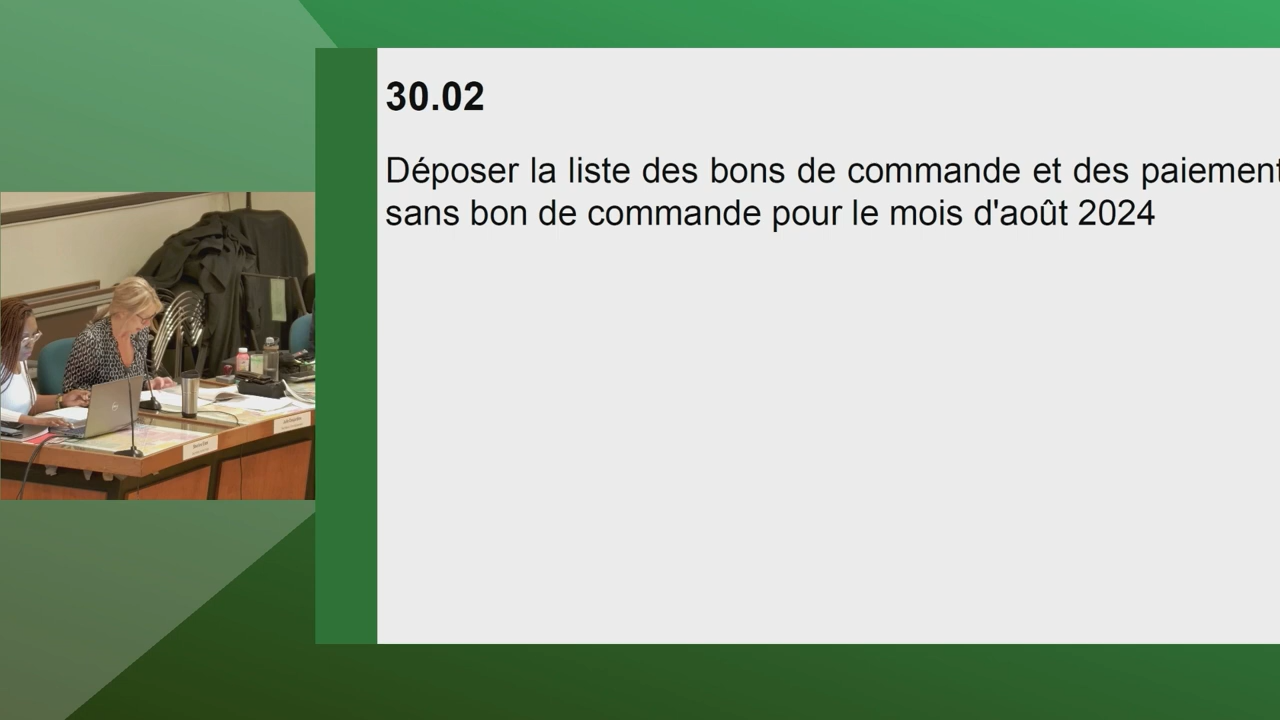 30.02
Déposer la liste des bons de commande et des paiement
sans bon de commande pour le mois d'août 2024